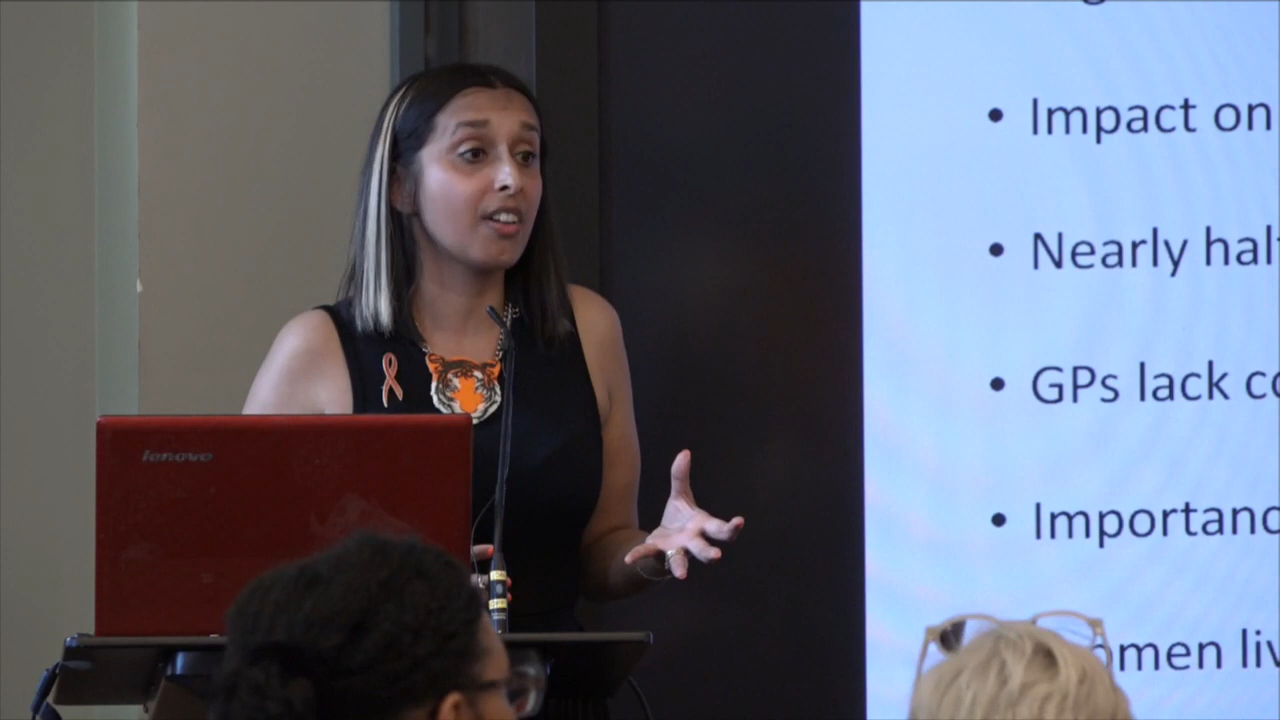 • Impact on
• Nearly hal
• GPs lack co
• Importanc
omen liv
lenovo